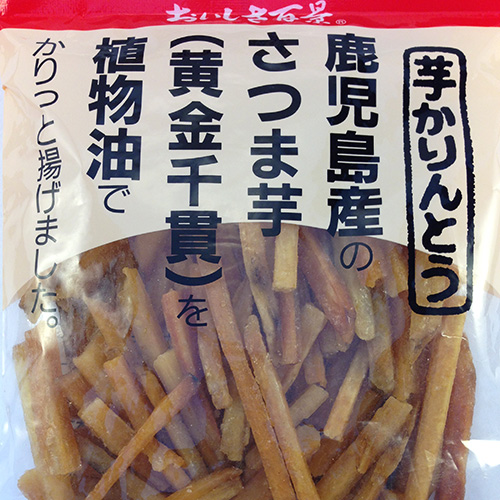 おいしさ百景®
芋かりんとう
鹿児島産の
さつま芋
(黄金千貫)を
植物油で
かりっと揚げました。